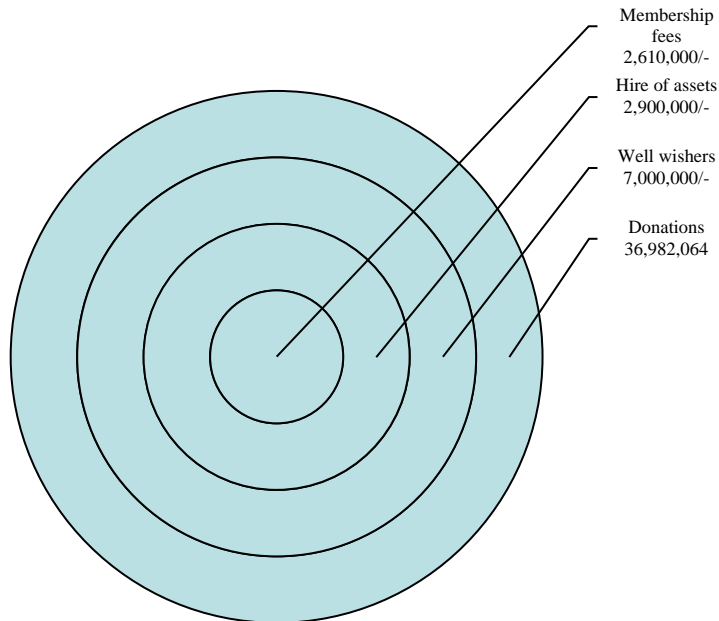 Membership
fees
2,610,000/-
Hire of assets
2,900,000/-
Well wishers
7,000,000/-
Donations
36,982,064